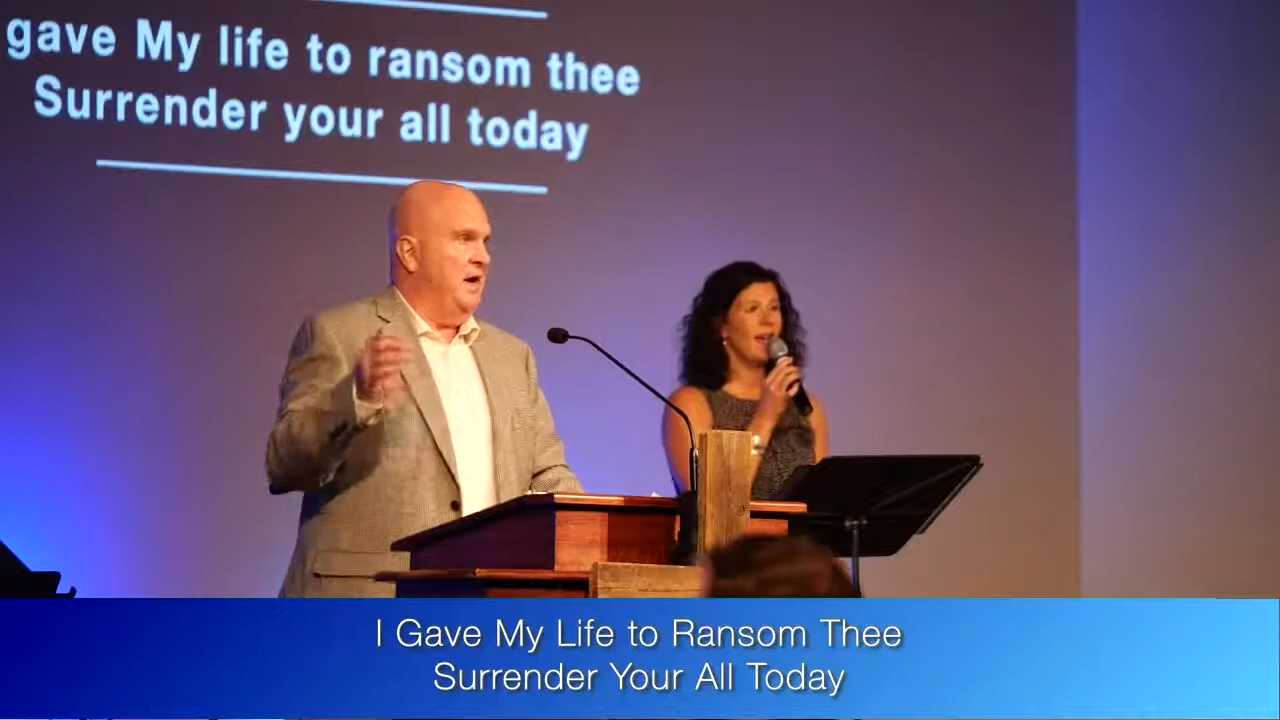 gave My life to ransom thee
Surrender your all today
I Gave My Life to Ransom Thee
Surrender Your All Today